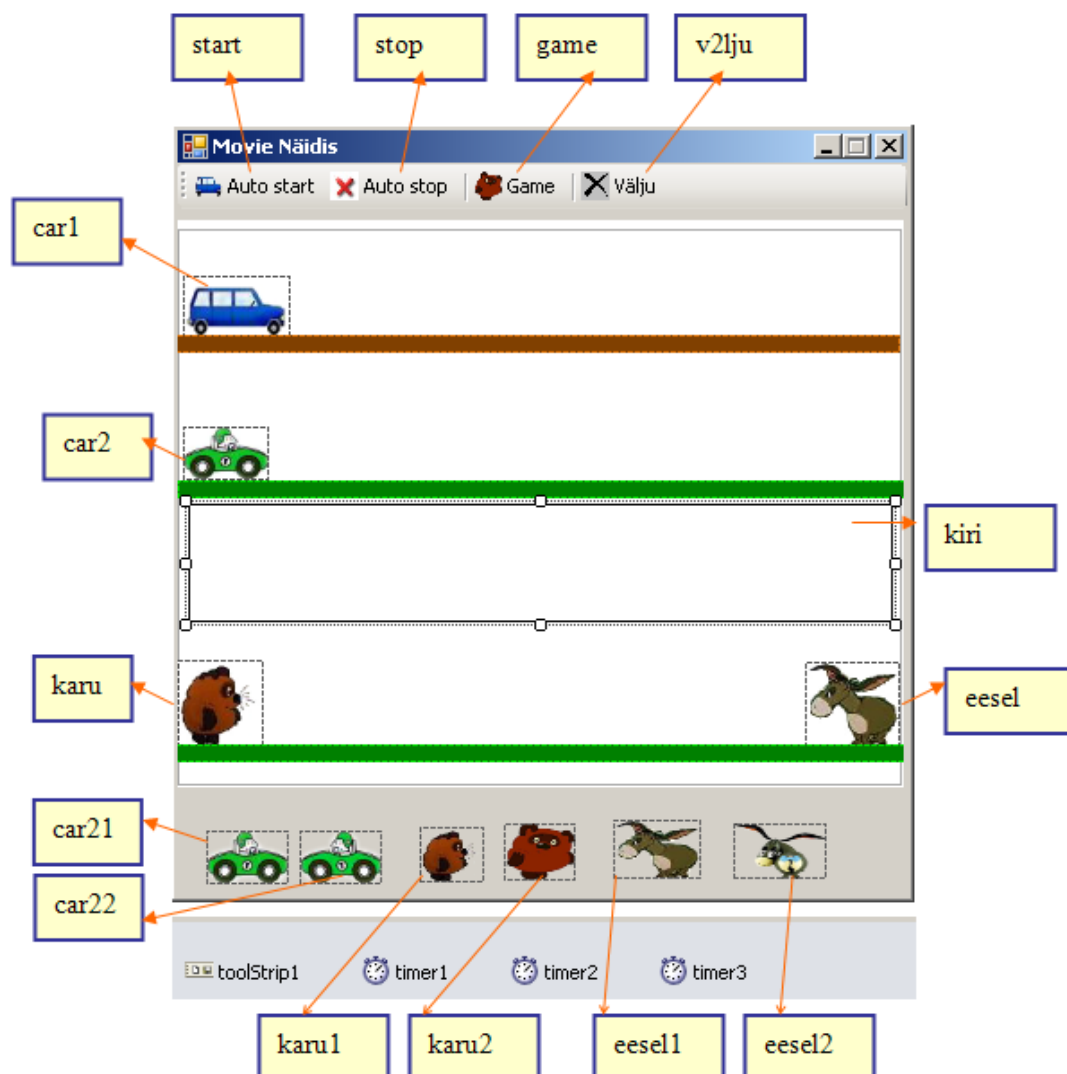 start
stop
game
v2lju
Movie Näidis
Auto start
Auto stop
Game
Välju
car1
car2
kiri
karu
eesel
car21
car22
toolStrip1
timer1
timer2
timer3
karu1
karu2
eesel1
eesel2